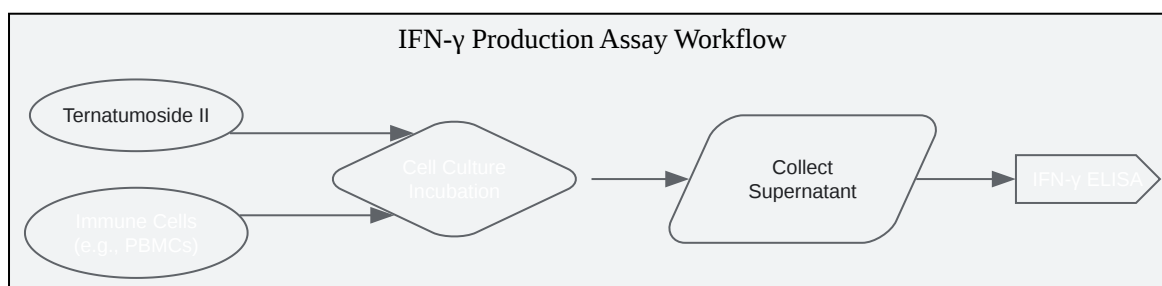 IFN-γ Production Assay Workflow
Ternatumoside II
Immune Cells
(e.g., PBMCs)
Cell Culture
Incubation
Collect
Supernatant
IFN-γ ELISA